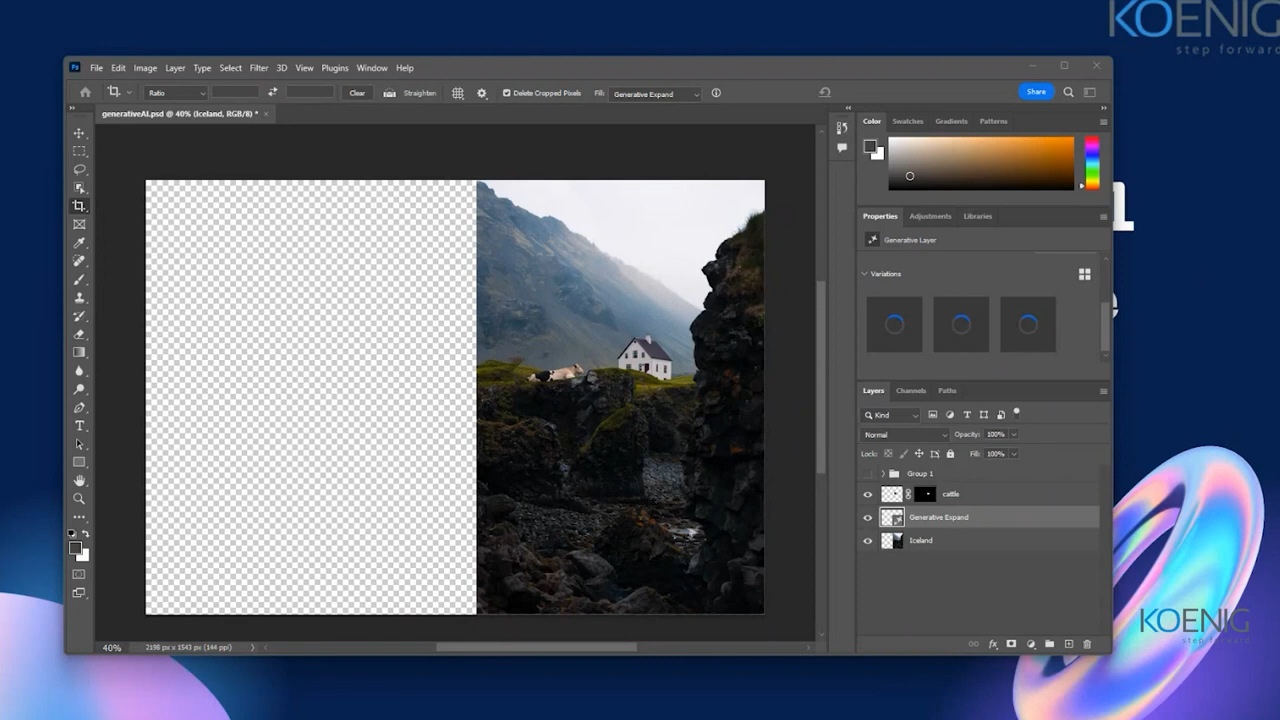 KOENIG
step forward
Ps File Edit Image Layer Type Select Filter 3D View Plugins Window Help
Ratio Clear Straighten Delete Cropped Pixels Fill: Generative Expand Share
generativeAI.psd @ 40% (Iceland, RGB/8) *
Color Swatches Gradients Patterns
Properties Adjustments Libraries
Generative Layer
Variations
Layers Channels Paths
Kind
Normal Opacity: 100%
Lock: Fill: 100%
Group 1
cattle
Generative Expand
Iceland
40% 2198 px x 1543 px (144 ppi)
KOENIG
step forward